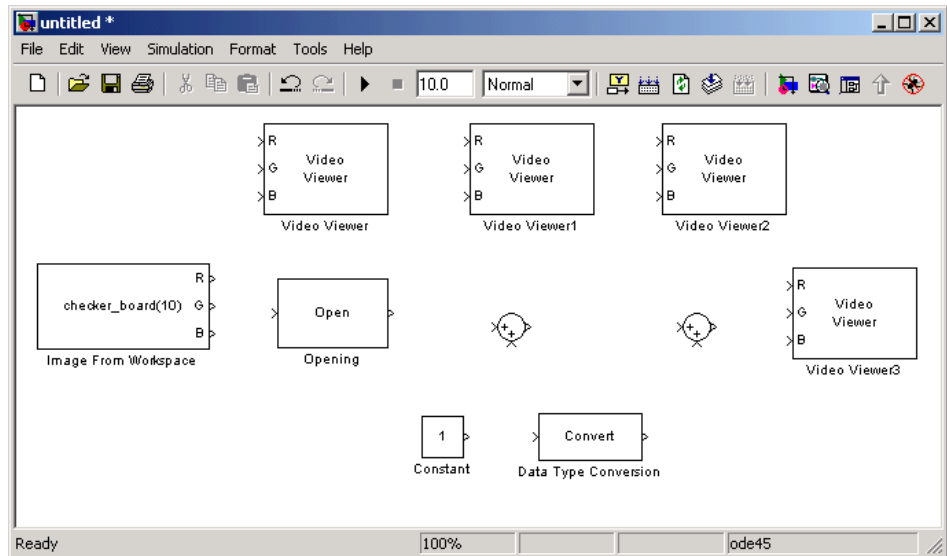 untitled *
File Edit View Simulation Format Tools Help
10.0 Normal
R
G
B
Video
Viewer
Video Viewer
R
G
B
Video
Viewer
Video Viewer1
R
G
B
Video
Viewer
Video Viewer2
checker_board(10)
R
G
B
Image From Workspace
Open
Opening
+
+
+
+
R
G
B
Video
Viewer
Video Viewer3
1
Constant
Convert
Data Type Conversion
Ready 100% ode45